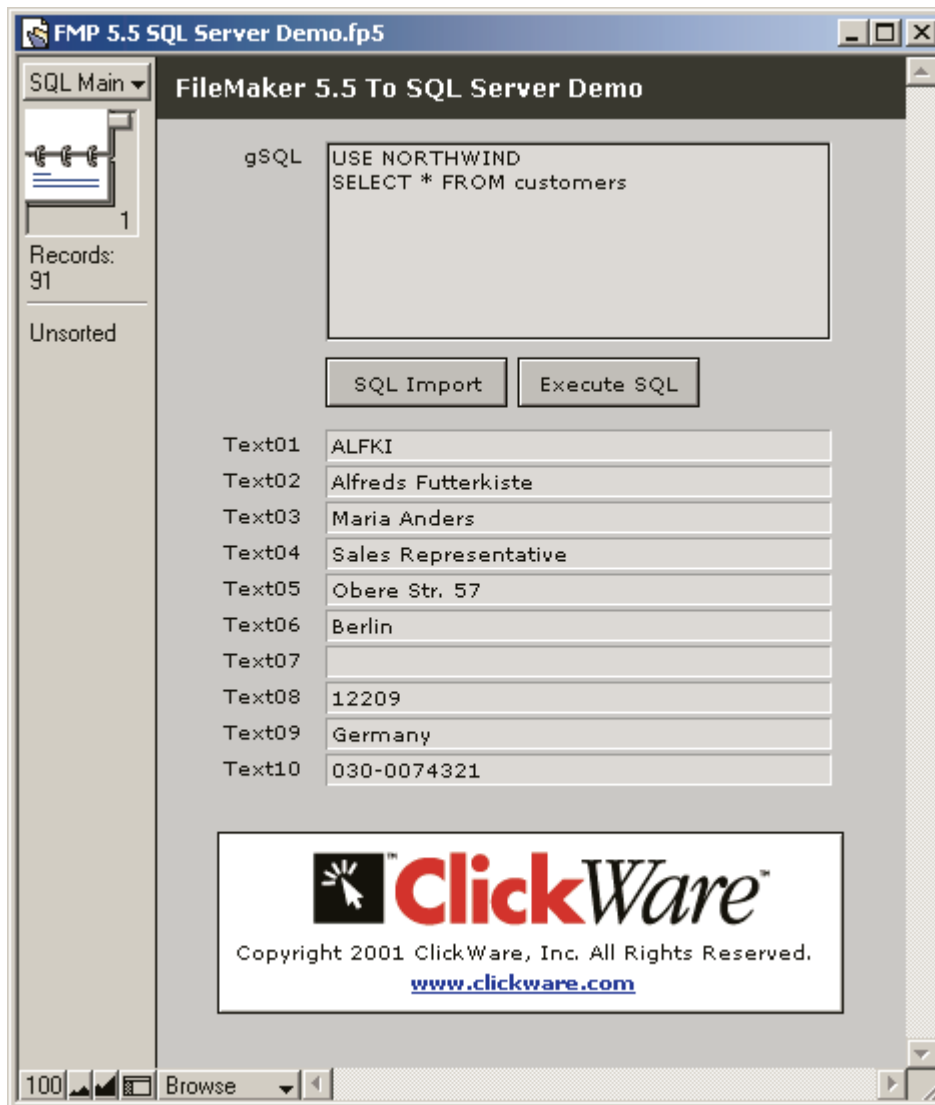 FMP 5.5 SQL Server Demo.fp5
SQL Main
FileMaker 5.5 To SQL Server Demo
1
Records:
91
Unsorted
gSQL
USE NORTHWIND
SELECT * FROM customers
SQL Import
Execute SQL
Text01 ALFKI
Text02 Alfreds Futterkiste
Text03 Maria Anders
Text04 Sales Representative
Text05 Obere Str. 57
Text06 Berlin
Text07
Text08 12209
Text09 Germany
Text10 030-0074321
™ClickWare™
Copyright 2001 ClickWare, Inc. All Rights Reserved.
www.clickware.com
100 Browse